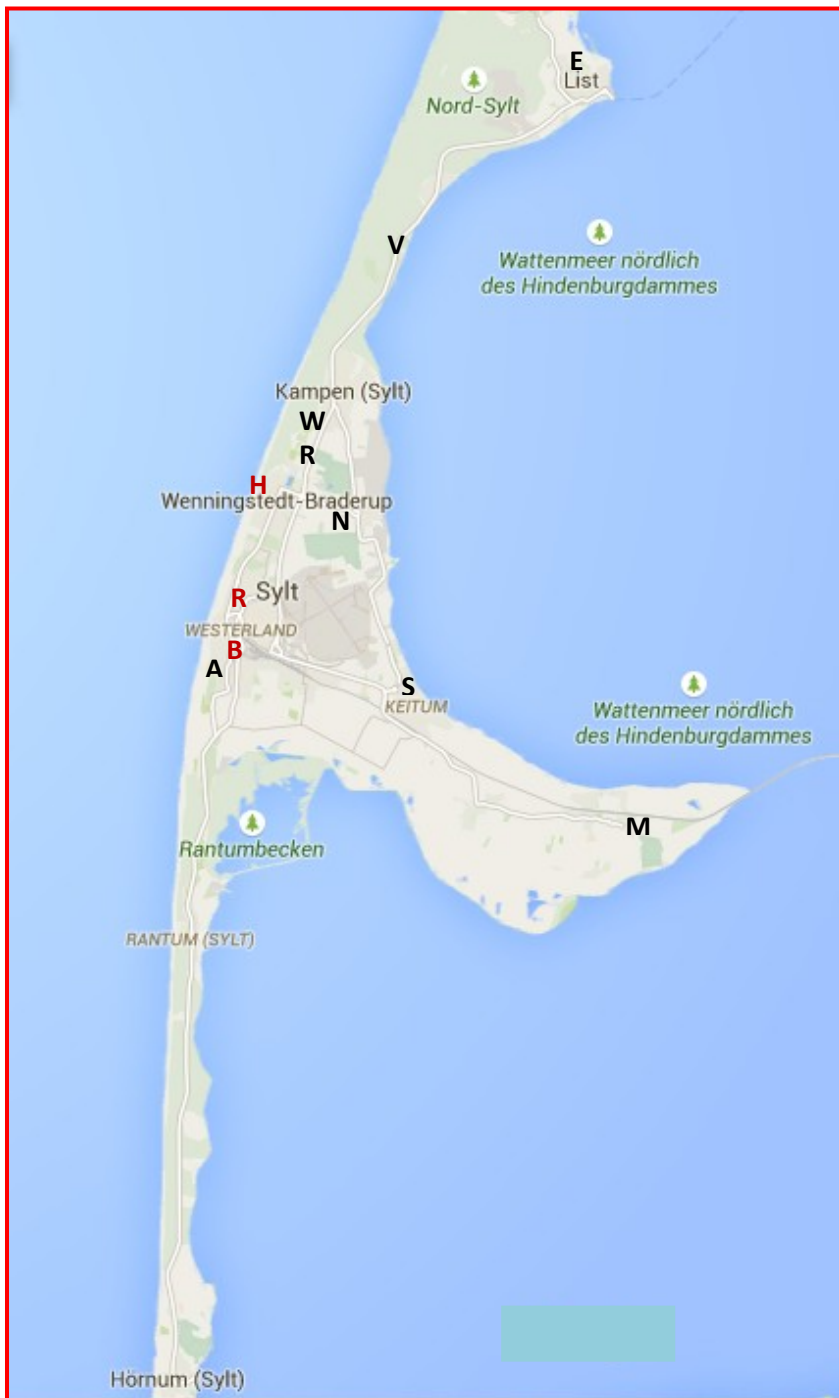 E
List
Nord-Sylt
V
Wattenmeer nördlich
des Hindenburgdammes
Kampen (Sylt)
W
R
H
Wenningstedt-Braderup
N
R
Sylt
WESTERLAND
B
A
S
KEITUM
Wattenmeer nördlich
des Hindenburgdammes
M
Rantumbecken
RANTUM (SYLT)
Hörnum (Sylt)